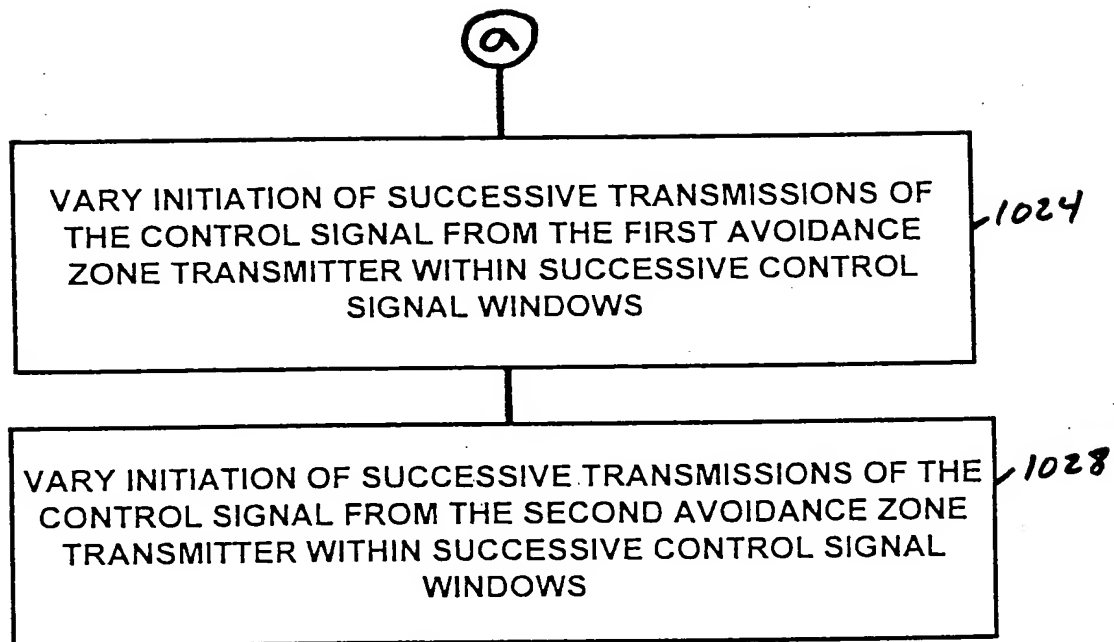 a
VARY INITIATION OF SUCCESSIVE TRANSMISSIONS OF
THE CONTROL SIGNAL FROM THE FIRST AVOIDANCE
ZONE TRANSMITTER WITHIN SUCCESSIVE CONTROL
SIGNAL WINDOWS
1024
VARY INITIATION OF SUCCESSIVE TRANSMISSIONS OF THE
CONTROL SIGNAL FROM THE SECOND AVOIDANCE ZONE
TRANSMITTER WITHIN SUCCESSIVE CONTROL SIGNAL
WINDOWS
1028